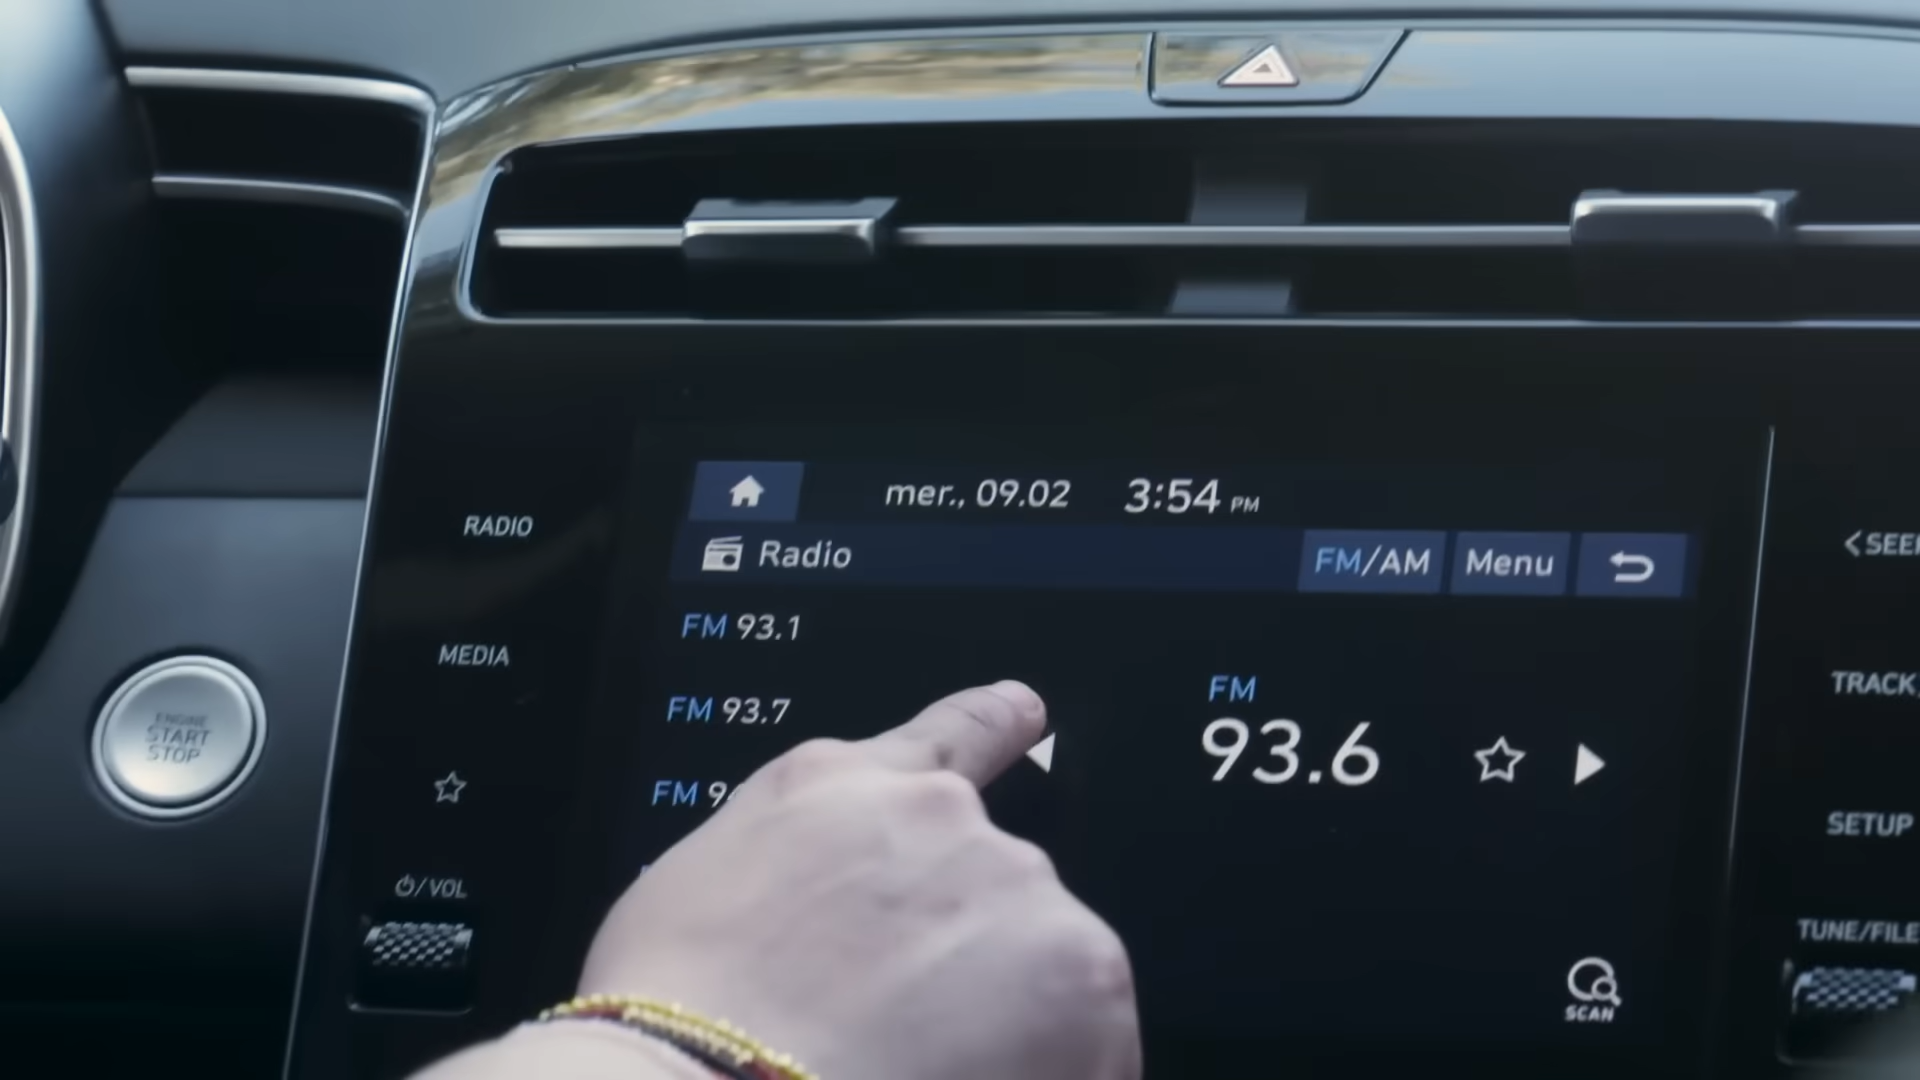 mer., 09.02 3:54 PM
RADIO
Radio
FM/AM Menu
SEEK
FM 93.1
MEDIA
FM 93.7
FM
93.6
TRACK
ENGINE
START
STOP
FM
SETUP
/VOL
TUNE/FILE
SCAN